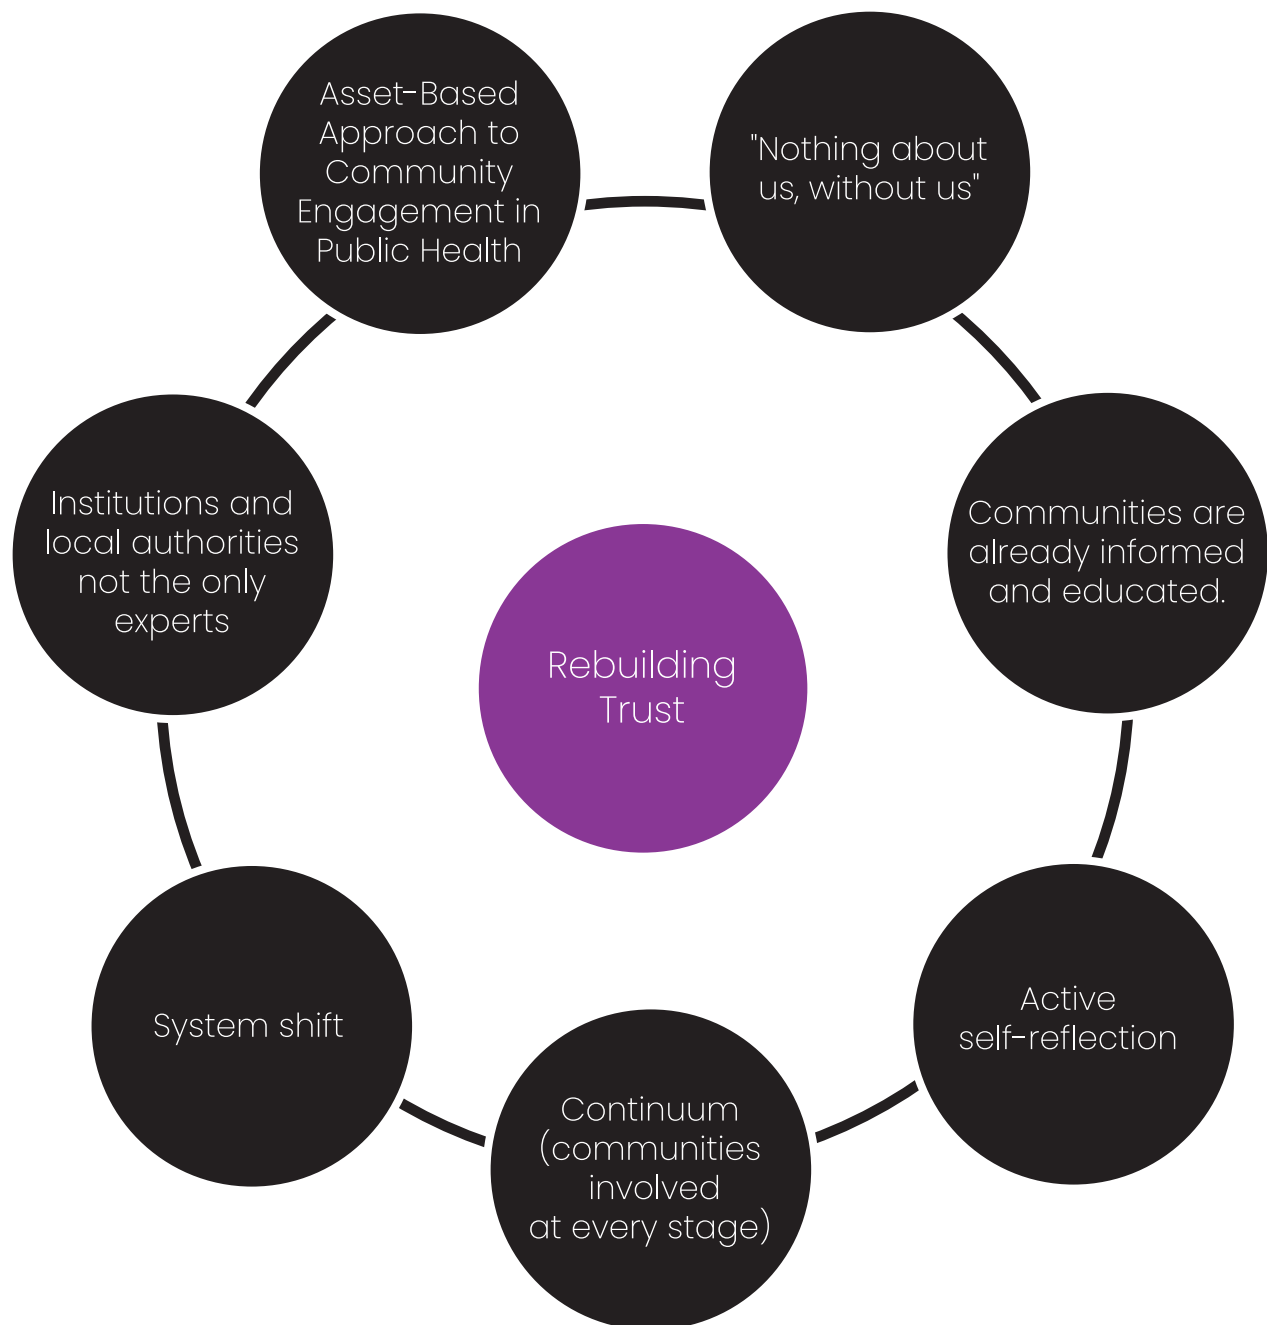 Asset-Based
Approach to
Community
Engagement in
Public Health
"Nothing about
us, without us"
Communities are
already informed
and educated.
Active
self-reflection
Continuum
(communities
involved
at every stage)
System shift
Institutions and
local authorities
not the only
experts
Rebuilding
Trust